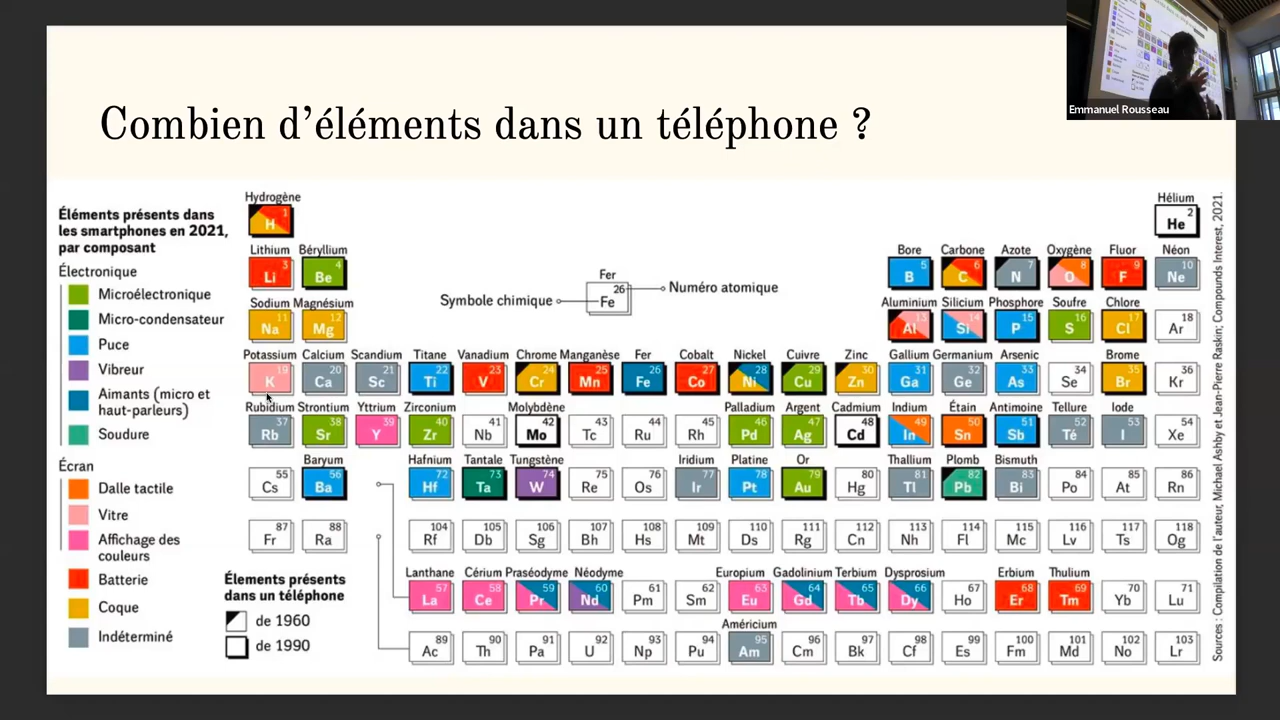 Emmanuel Rousseau
Combien d'éléments dans un téléphone ?
Éléments présents dans
les smartphones en 2021,
par composant
Électronique
Microélectronique
Micro-condensateur
Puce
Vibreur
Aimants (micro et
haut-parleurs)
Soudure
Écran
Dalle tactile
Vitre
Affichage des
couleurs
Batterie
Coque
Indéterminé
Élements présents
dans un téléphone
de 1960
de 1990
Fer
26
Fe
Symbole chimique
Numéro atomique
Hydrogène Hélium
1 H 2 He
Lithium Béryllium Bore Carbone Azote Oxygène Fluor Néon
3 Li 4 Be 5 B 6 C 7 N 8 O 9 F 10 Ne
Sodium Magnésium Aluminium Silicium Phosphore Soufre Chlore
11 Na 12 Mg 13 Al 14 Si 15 P 16 S 17 Cl 18 Ar
Potassium Calcium Scandium Titane Vanadium Chrome Manganèse Fer Cobalt Nickel Cuivre Zinc Gallium Germanium Arsenic Brome
19 K 20 Ca 21 Sc 22 Ti 23 V 24 Cr 25 Mn 26 Fe 27 Co 28 Ni 29 Cu 30 Zn 31 Ga 32 Ge 33 As 34 Se 35 Br 36 Kr
Rubidium Strontium Yttrium Zirconium Molybdène Palladium Argent Cadmium Indium Étain Antimoine Tellure Iode
37 Rb 38 Sr 39 Y 40 Zr 41 Nb 42 Mo 43 Tc 44 Ru 45 Rh 46 Pd 47 Ag 48 Cd 49 In 50 Sn 51 Sb 52 Té 53 I 54 Xe
Baryum Hafnium Tantale Tungstène Iridium Platine Or Thallium Plomb Bismuth
55 Cs 56 Ba 72 Hf 73 Ta 74 W 75 Re 76 Os 77 Ir 78 Pt 79 Au 80 Hg 81 Tl 82 Pb 83 Bi 84 Po 85 At 86 Rn
87 Fr 88 Ra 104 Rf 105 Db 106 Sg 107 Bh 108 Hs 109 Mt 110 Ds 111 Rg 112 Cn 113 Nh 114 Fl 115 Mc 116 Lv 117 Ts 118 Og
Lanthane Cérium Praséodyme Néodyme Europium Gadolinium Terbium Dysprosium Erbium Thulium
57 La 58 Ce 59 Pr 60 Nd 61 Pm 62 Sm 63 Eu 64 Gd 65 Tb 66 Dy 67 Ho 68 Er 69 Tm 70 Yb 71 Lu
Américium
89 Ac 90 Th 91 Pa 92 U 93 Np 94 Pu 95 Am 96 Cm 97 Bk 98 Cf 99 Es 100 Fm 101 Md 102 No 103 Lr
Sources : Compilation de l'auteur, Michael Ashby et Jean-Pierre Raskin; Compounds Interest, 2021.